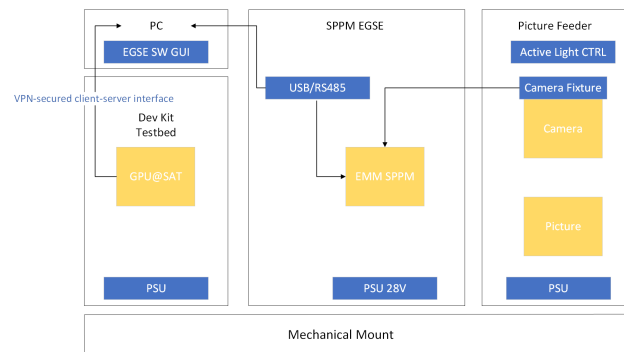 PC
EGSE SW GUI
VPN-secured client-server interface
Dev Kit
Testbed
GPU@SAT
PSU
SPPM EGSE
USB/RS485
EMM SPPM
PSU 28V
Picture Feeder
Active Light CTRL
Camera Fixture
Camera
Picture
PSU
Mechanical Mount